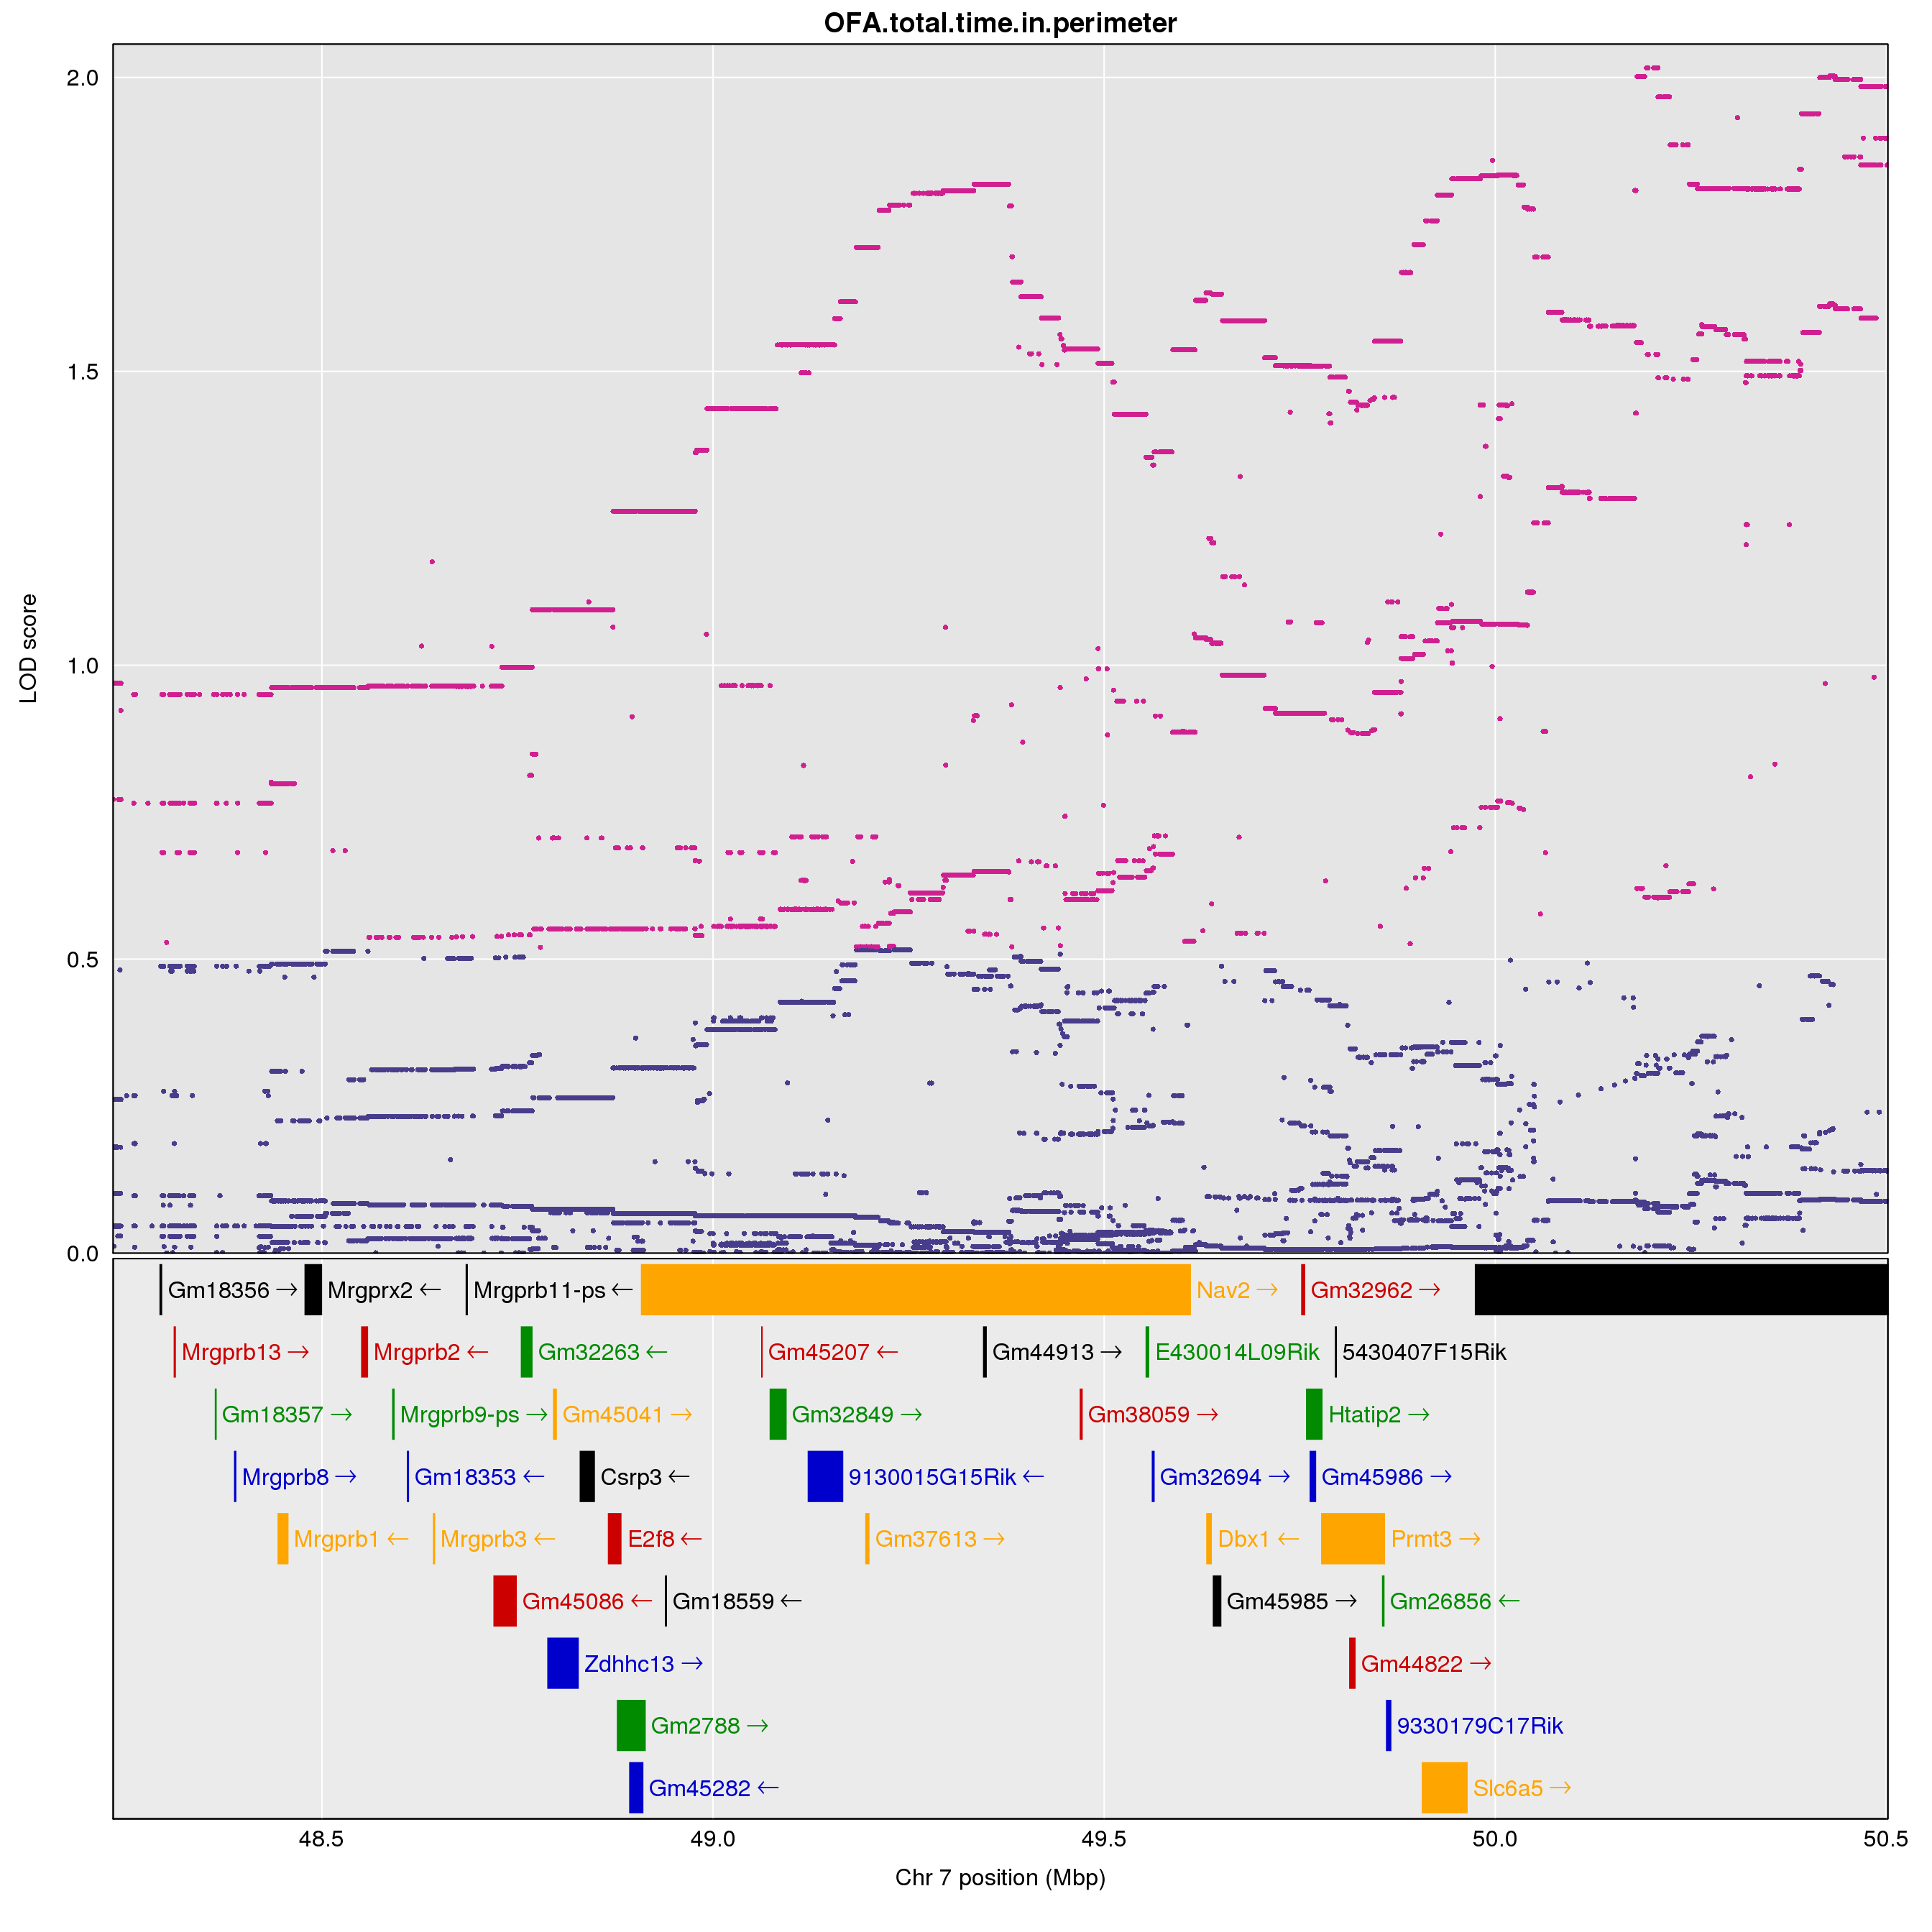 OFA.total.time.in.perimeter
2.0
1.5
1.0
0.5
0.0
LOD score
Gm18356 → Mrgprx2 ← Mrgprb11-ps ← Nav2 → Gm32962 →
Mrgprb13 → Mrgprb2 ← Gm32263 ← Gm45207 ← Gm44913 → E430014L09Rik 5430407F15Rik
Gm18357 → Mrgprb9-ps → Gm45041 → Gm32849 → Gm38059 → Htatip2 →
Mrgprb8 → Gm18353 ← Csrp3 ← 9130015G15Rik ← Gm32694 → Gm45986 →
Mrgprb1 ← Mrgprb3 ← E2f8 ← Gm37613 → Dbx1 ← Prmt3 →
Gm45086 ← Gm18559 ← Gm45985 → Gm26856 ←
Zdhhc13 → Gm44822 →
Gm2788 → 9330179C17Rik
Gm45282 ← Slc6a5 →
48.5 49.0 49.5 50.0 50.5
Chr 7 position (Mbp)